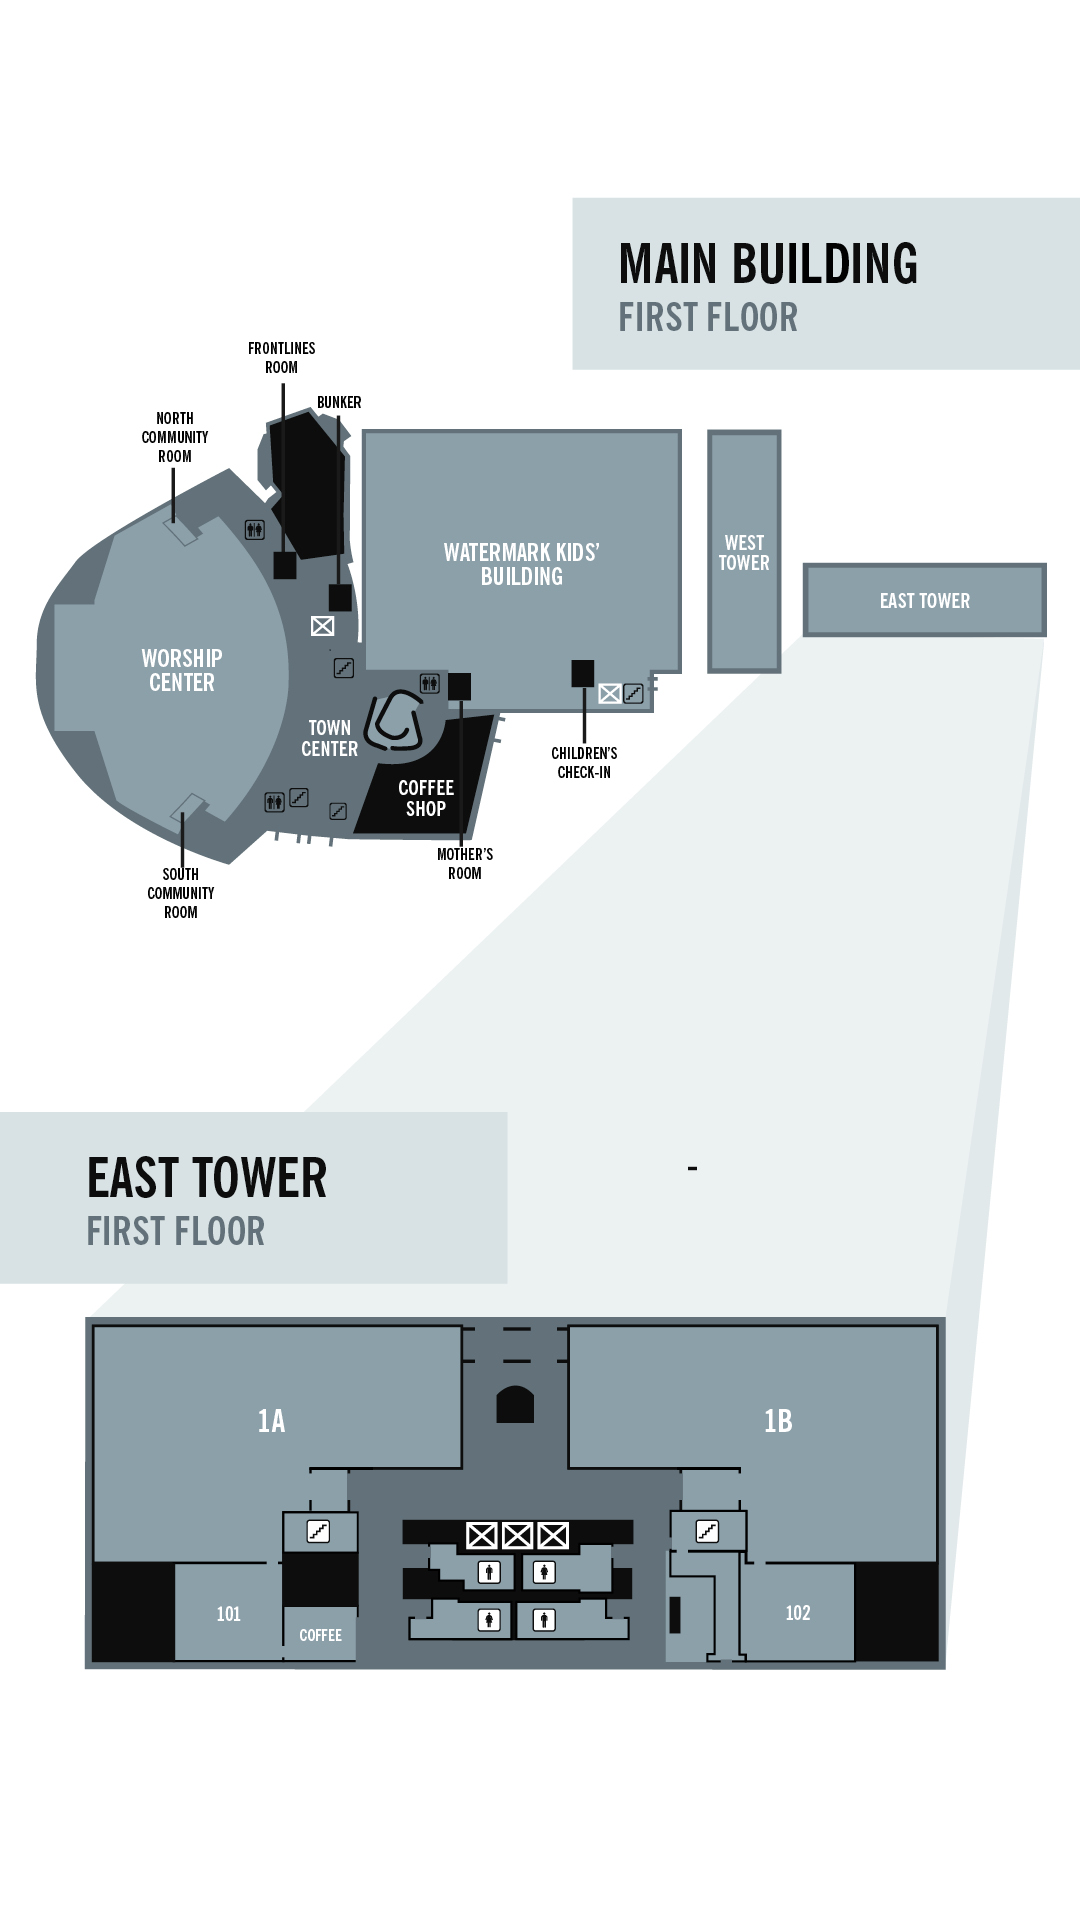 MAIN BUILDING
FIRST FLOOR
FRONTLINES
ROOM
BUNKER
NORTH
COMMUNITY
ROOM
WATERMARK KIDS’
BUILDING
WEST
TOWER
EAST TOWER
WORSHIP
CENTER
TOWN
CENTER
COFFEE
SHOP
CHILDREN’S
CHECK-IN
MOTHER’S
ROOM
SOUTH
COMMUNITY
ROOM
EAST TOWER
FIRST FLOOR
-
1A
1B
101
COFFEE
102